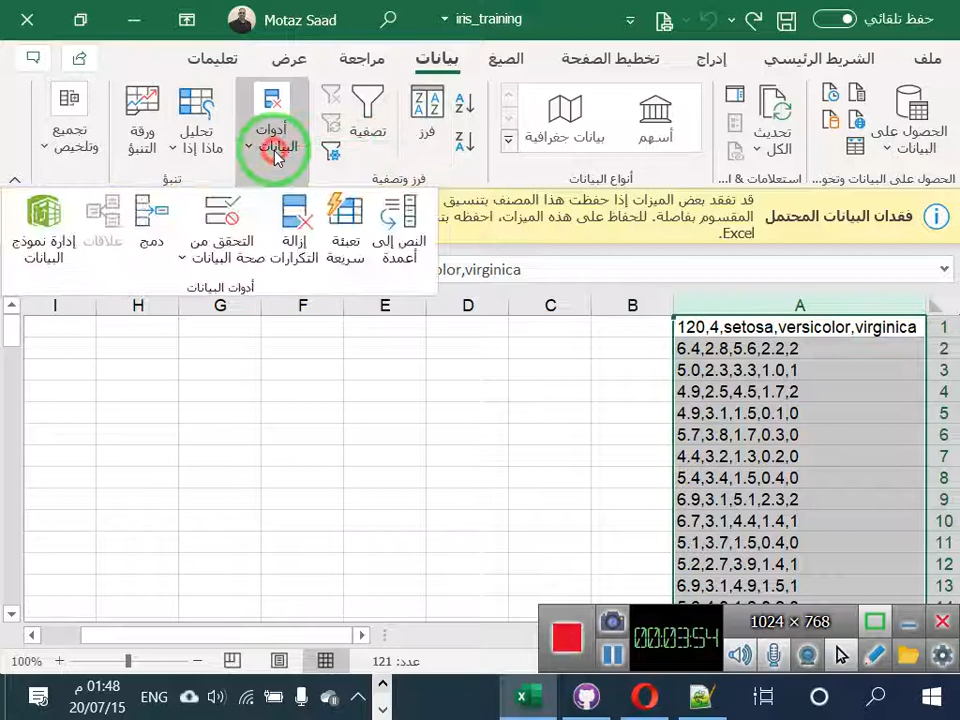 حفظ تلقائي
iris_training
Motaz Saad
ملف
الشريط الرئيسي
إدراج
تخطيط الصفحة
الصيغ
بيانات
مراجعة
عرض
تعليمات
الحصول على
البيانات
تحديث
الكل
أسهم
بيانات جغرافية
فرز
تصفية
أدوات
البيانات
تحليل
ماذا إذا
ورقة
التنبؤ
تجميع
وتلخيص
الحصول على البيانات وتحو...
استعلامات & ا...
أنواع البيانات
فرز وتصفية
تنبؤ
فقدات البيانات المحتمل
قد تفقد بعض الميزات إذا حفظت هذا المصنف بتنسيق
المقسوم بفاصلة. للحفاظ على هذه الميزات، احفظه بت
Excel.
النص إلى
أعمدة
تعبئة
سريعة
إزالة
التكرارات
التحقق من
صحة البيانات
دمج
علاقات
إدارة نموذج
البيانات
أدوات البيانات
olor,virginica
A
B
C
D
E
F
G
H
I
1
120,4,setosa,versicolor,virginica
2
6.4,2.8,5.6,2.2,2
3
5.0,2.3,3.3,1.0,1
4
4.9,2.5,4.5,1.7,2
5
4.9,3.1,1.5,0.1,0
6
5.7,3.8,1.7,0.3,0
7
4.4,3.2,1.3,0.2,0
8
5.4,3.4,1.5,0.4,0
9
6.9,3.1,5.1,2.3,2
10
6.7,3.1,4.4,1.4,1
11
5.1,3.7,1.5,0.4,0
12
5.2,2.7,3.9,1.4,1
13
6.9,3.1,4.9,1.5,1
1024 × 768
00:03:54
عدد: 121
100%
01:48 م
20/07/15
ENG